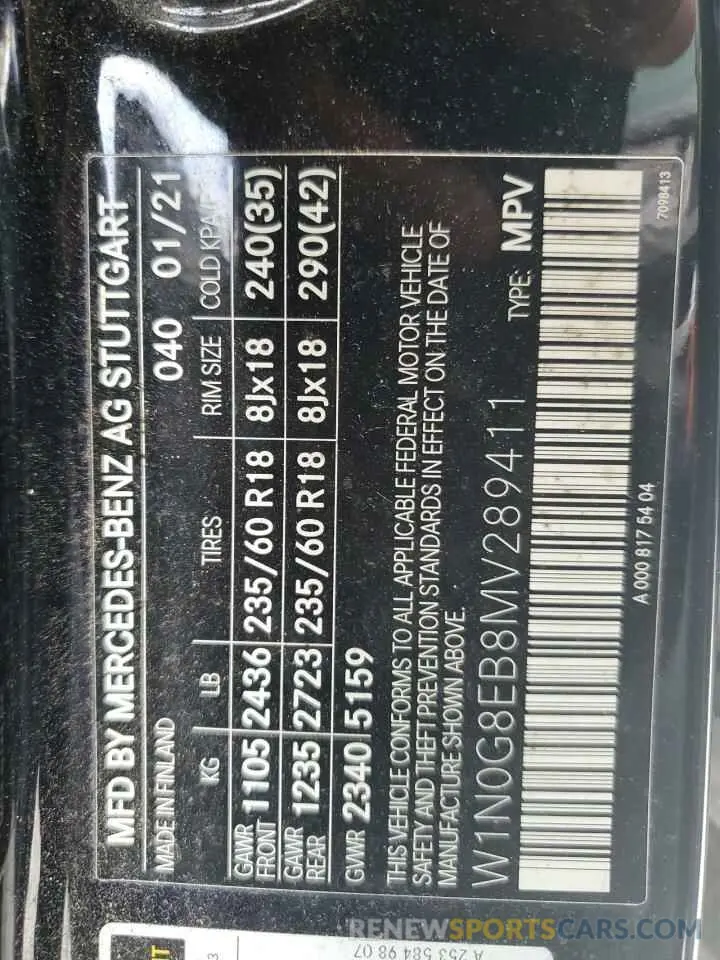 MFD BY MERCEDES-BENZ AG STUTTGART
MADE IN FINLAND 040 01/21
KG LB TIRES RIM SIZE COLD KPA/
GAWR FRONT 1105 2436 235/60 R18 8Jx18 240(35)
GAWR REAR 1235 2723 235/60 R18 8Jx18 290(42)
GVWR 2340 5159
THIS VEHICLE CONFORMS TO ALL APPLICABLE FEDERAL MOTOR VEHICLE
SAFETY AND THEFT PREVENTION STANDARDS IN EFFECT ON THE DATE OF
MANUFACTURE SHOWN ABOVE.
W1N0G8EB8MV289411 TYPE: MPV
7098413
A 000 817 54 04
A 253 584 98 07
RENEWSPORTSCARS.COM